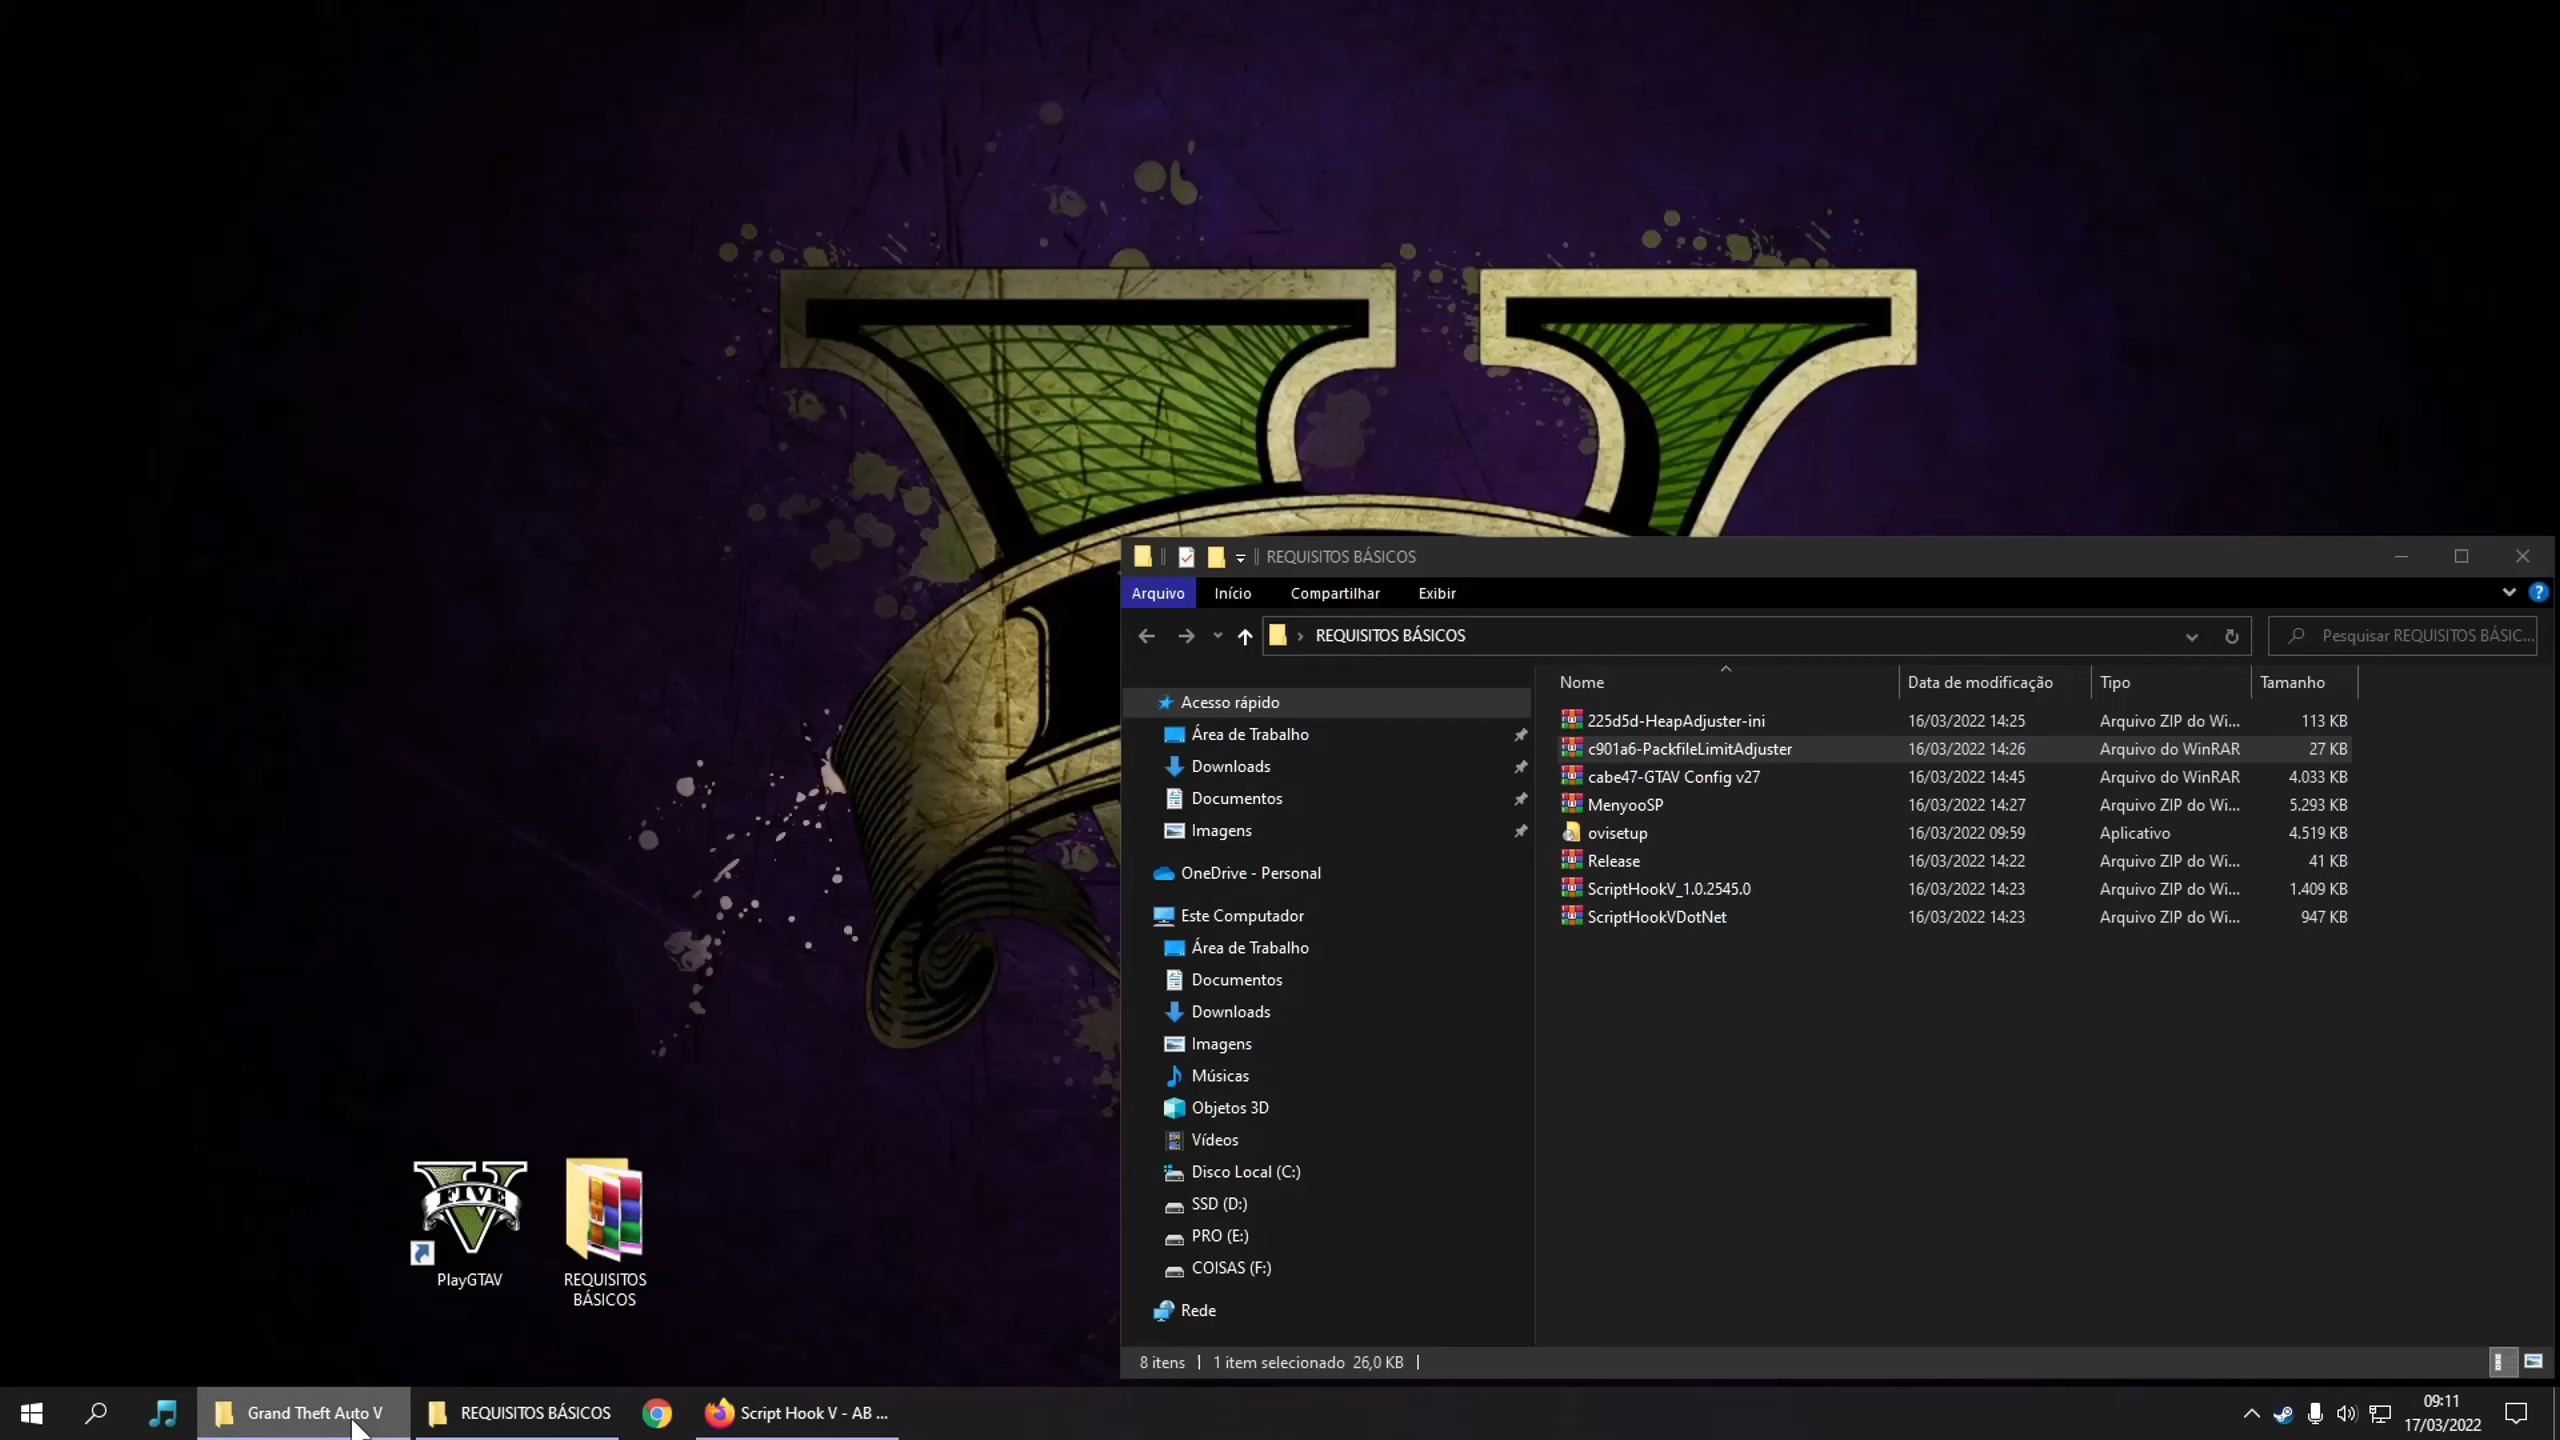 REQUISITOS BÁSICOS
Arquivo Início Compartilhar Exibir
REQUISITOS BÁSICOS Pesquisar REQUISITOS BÁSIC...
Nome Data de modificação Tipo Tamanho
Acesso rápido
Área de Trabalho
Downloads
Documentos
Imagens
OneDrive - Personal
Este Computador
Área de Trabalho
Documentos
Downloads
Imagens
Músicas
Objetos 3D
Vídeos
Disco Local (C:)
SSD (D:)
PRO (E:)
COISAS (F:)
Rede
225d5d-HeapAdjuster-ini 16/03/2022 14:25 Arquivo ZIP do Wi... 113 KB
c901a6-PackfileLimitAdjuster 16/03/2022 14:26 Arquivo do WinRAR 27 KB
cabe47-GTAV Config v27 16/03/2022 14:45 Arquivo do WinRAR 4.033 KB
MenyooSP 16/03/2022 14:27 Arquivo ZIP do Wi... 5.293 KB
ovisetup 16/03/2022 09:59 Aplicativo 4.519 KB
Release 16/03/2022 14:22 Arquivo ZIP do Wi... 41 KB
ScriptHookV_1.0.2545.0 16/03/2022 14:23 Arquivo ZIP do Wi... 1.409 KB
ScriptHookVDotNet 16/03/2022 14:23 Arquivo ZIP do Wi... 947 KB
8 itens 1 item selecionado 26,0 KB
FIVE
PlayGTAV
REQUISITOS
BÁSICOS
Grand Theft Auto V REQUISITOS BÁSICOS Script Hook V - AB ...
09:11
17/03/2022